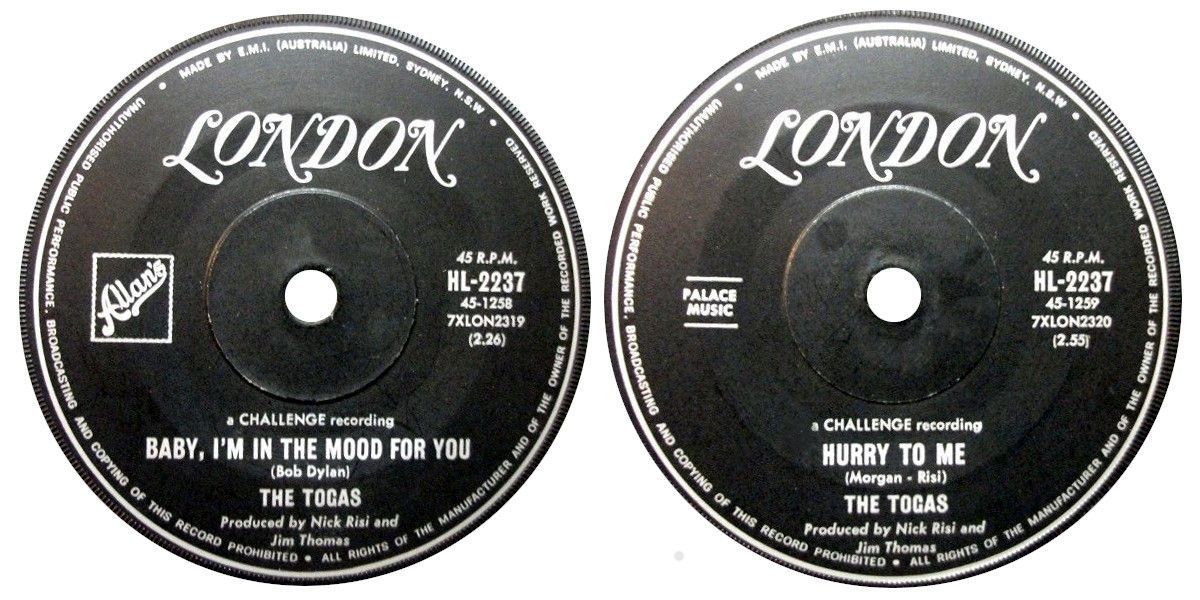 MADE BY E.M.I. (AUSTRALIA) LIMITED, SYDNEY, N.S.W • UNAUTHORISED PUBLIC PERFORMANCE, BROADCASTING AND COPYING OF THIS RECORD PROHIBITED • ALL RIGHTS OF THE MANUFACTURER AND OF THE OWNER OF THE RECORDED WORK RESERVED •
LONDON
Allan's
45 R.P.M.
HL-2237
45-1258
7XLON2319
(2.26)
a CHALLENGE recording
BABY, I'M IN THE MOOD FOR YOU
(Bob Dylan)
THE TOGAS
Produced by Nick Risi and
Jim Thomas
MADE BY E.M.I. (AUSTRALIA) LIMITED, SYDNEY, N.S.W • UNAUTHORISED PUBLIC PERFORMANCE, BROADCASTING AND COPYING OF THIS RECORD PROHIBITED • ALL RIGHTS OF THE MANUFACTURER AND OF THE OWNER OF THE RECORDED WORK RESERVED •
LONDON
PALACE
MUSIC
45 R.P.M.
HL-2237
45-1259
7XLON2320
(2.55)
a CHALLENGE recording
HURRY TO ME
(Morgan - Risi)
THE TOGAS
Produced by Nick Risi and
Jim Thomas